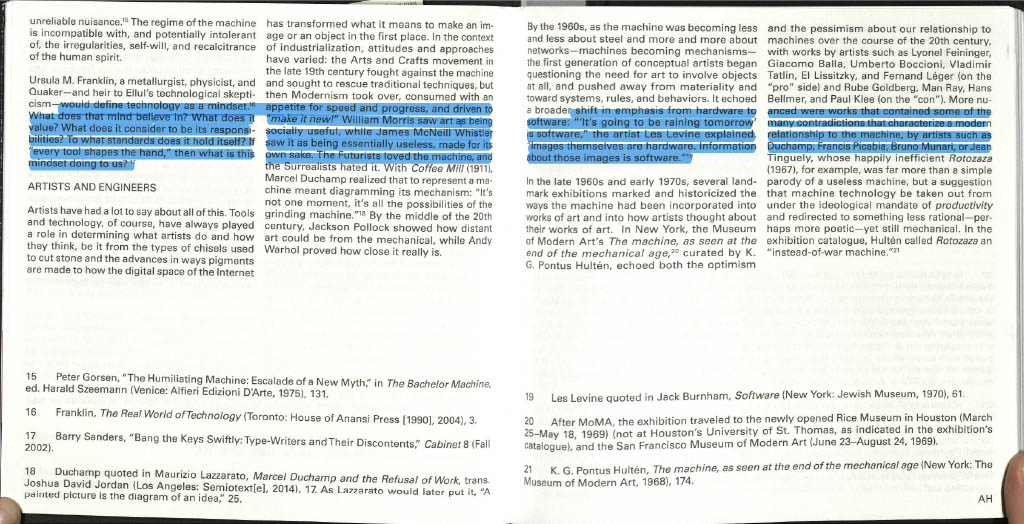 unreliable nuisance.¹⁵ The regime of the machine
is incompatible with, and potentially intolerant
of, the irregularities, self-will, and recalcitrance
of the human spirit.
Ursula M. Franklin, a metallurgist, physicist, and
Quaker—and heir to Ellul's technological skepti-
cism—would define technology as a mindset.¹⁶
What does that mind believe in? What does it
value? What does it consider to be its responsi-
bilities? To what standards does it hold itself? If
"every tool shapes the hand," then what is this
mindset doing to us?¹⁷
ARTISTS AND ENGINEERS
Artists have had a lot to say about all of this. Tools
and technology, of course, have always played
a role in determining what artists do and how
they think, be it from the types of chisels used
to cut stone and the advances in ways pigments
are made to how the digital space of the Internet
has transformed what it means to make an im-
age or an object in the first place. In the context
of industrialization, attitudes and approaches
have varied: the Arts and Crafts movement in
the late 19th century fought against the machine
and sought to rescue traditional techniques, but
then Modernism took over, consumed with an
appetite for speed and progress, and driven to
"make it new!" William Morris saw art as being
socially useful, while James McNeill Whistler
saw it as being essentially useless, made for its
own sake. The Futurists loved the machine, and
the Surrealists hated it. With Coffee Mill (1911),
Marcel Duchamp realized that to represent a ma-
chine meant diagramming its mechanism: "It's
not one moment, it's all the possibilities of the
grinding machine."¹⁸ By the middle of the 20th
century, Jackson Pollock showed how distant
art could be from the mechanical, while Andy
Warhol proved how close it really is.
15 Peter Gorsen, "The Humiliating Machine: Escalade of a New Myth," in The Bachelor Machine,
ed. Harald Szeemann (Venice: Alfieri Edizioni D'Arte, 1975), 131.
16 Franklin, The Real World of Technology (Toronto: House of Anansi Press [1990], 2004), 3.
17 Barry Sanders, "Bang the Keys Swiftly: Type-Writers and Their Discontents," Cabinet 8 (Fall
2002).
18 Duchamp quoted in Maurizio Lazzarato, Marcel Duchamp and the Refusal of Work, trans.
Joshua David Jordan (Los Angeles: Semiotext[e], 2014). 17. As Lazzarato would later put it, "A
painted picture is the diagram of an idea," 25.
By the 1960s, as the machine was becoming less
and less about steel and more and more about
networks—machines becoming mechanisms—
the first generation of conceptual artists began
questioning the need for art to involve objects
at all, and pushed away from materiality and
toward systems, rules, and behaviors. It echoed
a broader shift in emphasis from hardware to
software: "'It's going to be raining tomorrow'
is software," the artist Les Levine explained.
"Images themselves are hardware. Information
about those images is software."¹⁹
In the late 1960s and early 1970s, several land-
mark exhibitions marked and historicized the
ways the machine had been incorporated into
works of art and into how artists thought about
their works of art. In New York, the Museum
of Modern Art's The machine, as seen at the
end of the mechanical age,²⁰ curated by K.
G. Pontus Hultén, echoed both the optimism
and the pessimism about our relationship to
machines over the course of the 20th century,
with works by artists such as Lyonel Feininger,
Giacomo Balla, Umberto Boccioni, Vladimir
Tatlin, El Lissitzky, and Fernand Léger (on the
"pro" side) and Rube Goldberg, Man Ray, Hans
Bellmer, and Paul Klee (on the "con"). More nu-
anced were works that contained some of the
many contradictions that characterize a modern
relationship to the machine, by artists such as
Duchamp, Francis Picabia, Bruno Munari, or Jean
Tinguely, whose happily inefficient Rotozaza
(1967), for example, was far more than a simple
parody of a useless machine, but a suggestion
that machine technology be taken out from
under the ideological mandate of productivity
and redirected to something less rational—per-
haps more poetic—yet still mechanical. In the
exhibition catalogue, Hultén called Rotozaza an
"instead-of-war machine."²¹
19 Les Levine quoted in Jack Burnham, Software (New York: Jewish Museum, 1970), 61.
20 After MoMA, the exhibition traveled to the newly opened Rice Museum in Houston (March
25–May 18, 1969) (not at Houston's University of St. Thomas, as indicated in the exhibition's
catalogue), and the San Francisco Museum of Modern Art (June 23–August 24, 1969).
21 K. G. Pontus Hultén, The machine, as seen at the end of the mechanical age (New York: The
Museum of Modern Art, 1968), 174.
AH